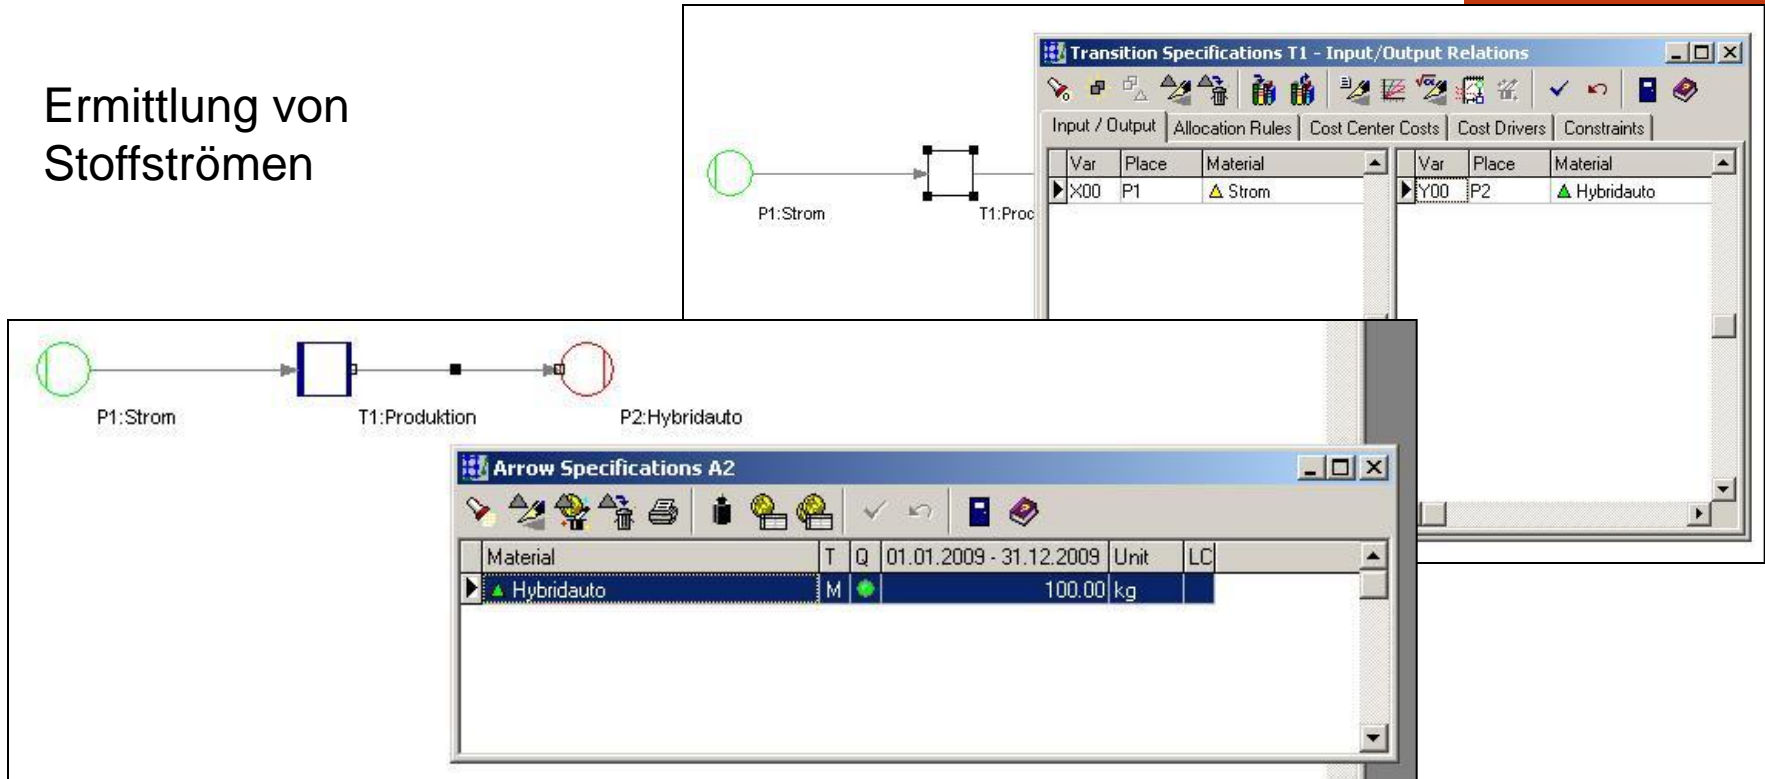 Ermittlung von
Stoffströmen
Transition Specifications T1 - Input/Output Relations
Input / Output Allocation Rules Cost Center Costs Cost Drivers Constraints
Var Place Material Var Place Material
X00 P1 Strom Y00 P2 Hybridauto
P1:Strom T1:Proc
P1:Strom T1:Produktion P2:Hybridauto
Arrow Specifications A2
Material T Q 01.01.2009 - 31.12.2009 Unit LC
Hybridauto M 100.00 kg